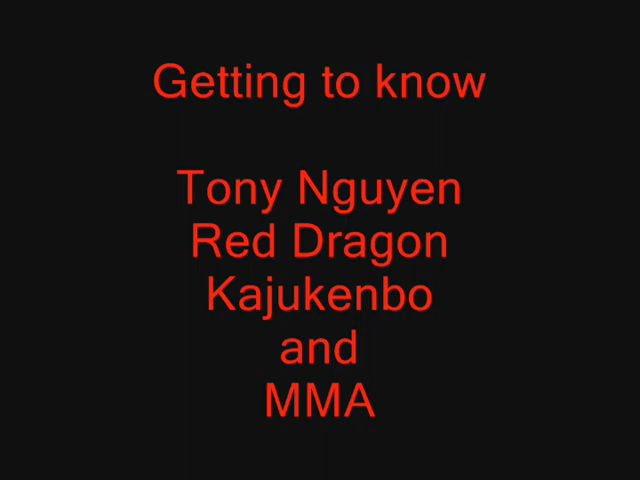 Getting to know
Tony Nguyen
Red Dragon
Kajukenbo
and
MMA